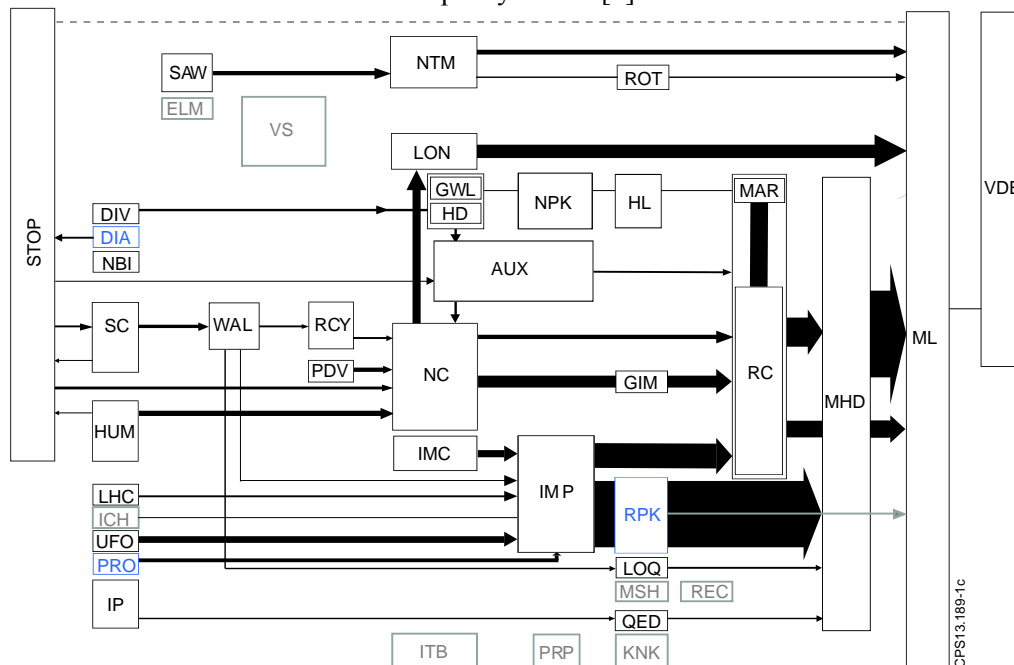 STOP
SAW
ELM
VS
NTM
ROT
LON
GWL
HD
NPK
HL
MAR
DIV
DIA
NBI
AUX
SC
WAL
RCY
PDV
NC
GIM
RC
HUM
IMC
IMP
LHC
ICH
UFO
PRO
RPK
LOQ
MSH
REC
IP
QED
ITB
PRP
KNK
MHD
ML
CPS13.189-1c